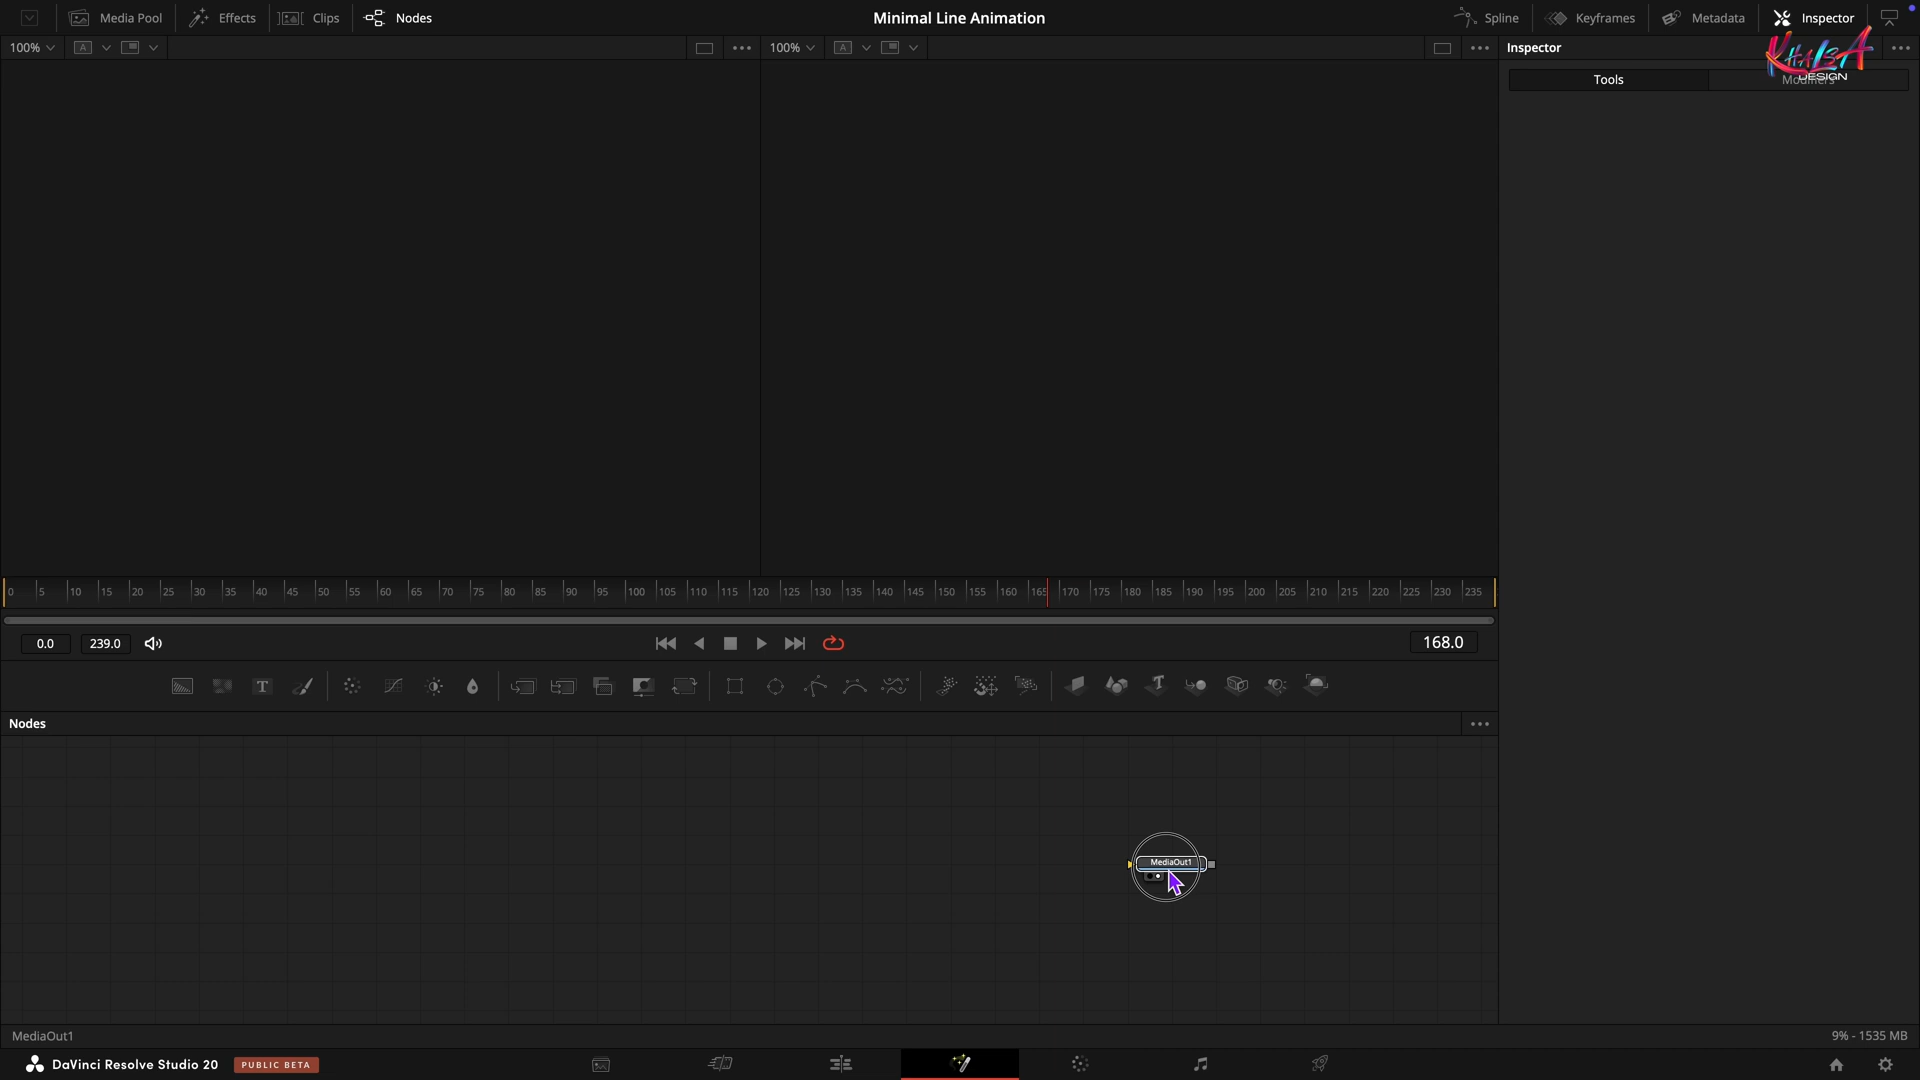 Media Pool Effects Clips Nodes Minimal Line Animation Spline Keyframes Metadata Inspector
100% A 100% A Inspector
KHALSA
DESIGN
Tools Modifiers
0 5 10 15 20 25 30 35 40 45 50 55 60 65 70 75 80 85 90 95 100 105 110 115 120 125 130 135 140 145 150 155 160 165 170 175 180 185 190 195 200 205 210 215 220 225 230 235
0.0 239.0 168.0
T T
Nodes
MediaOut1
MediaOut1 9% - 1535 MB
DaVinci Resolve Studio 20 PUBLIC BETA